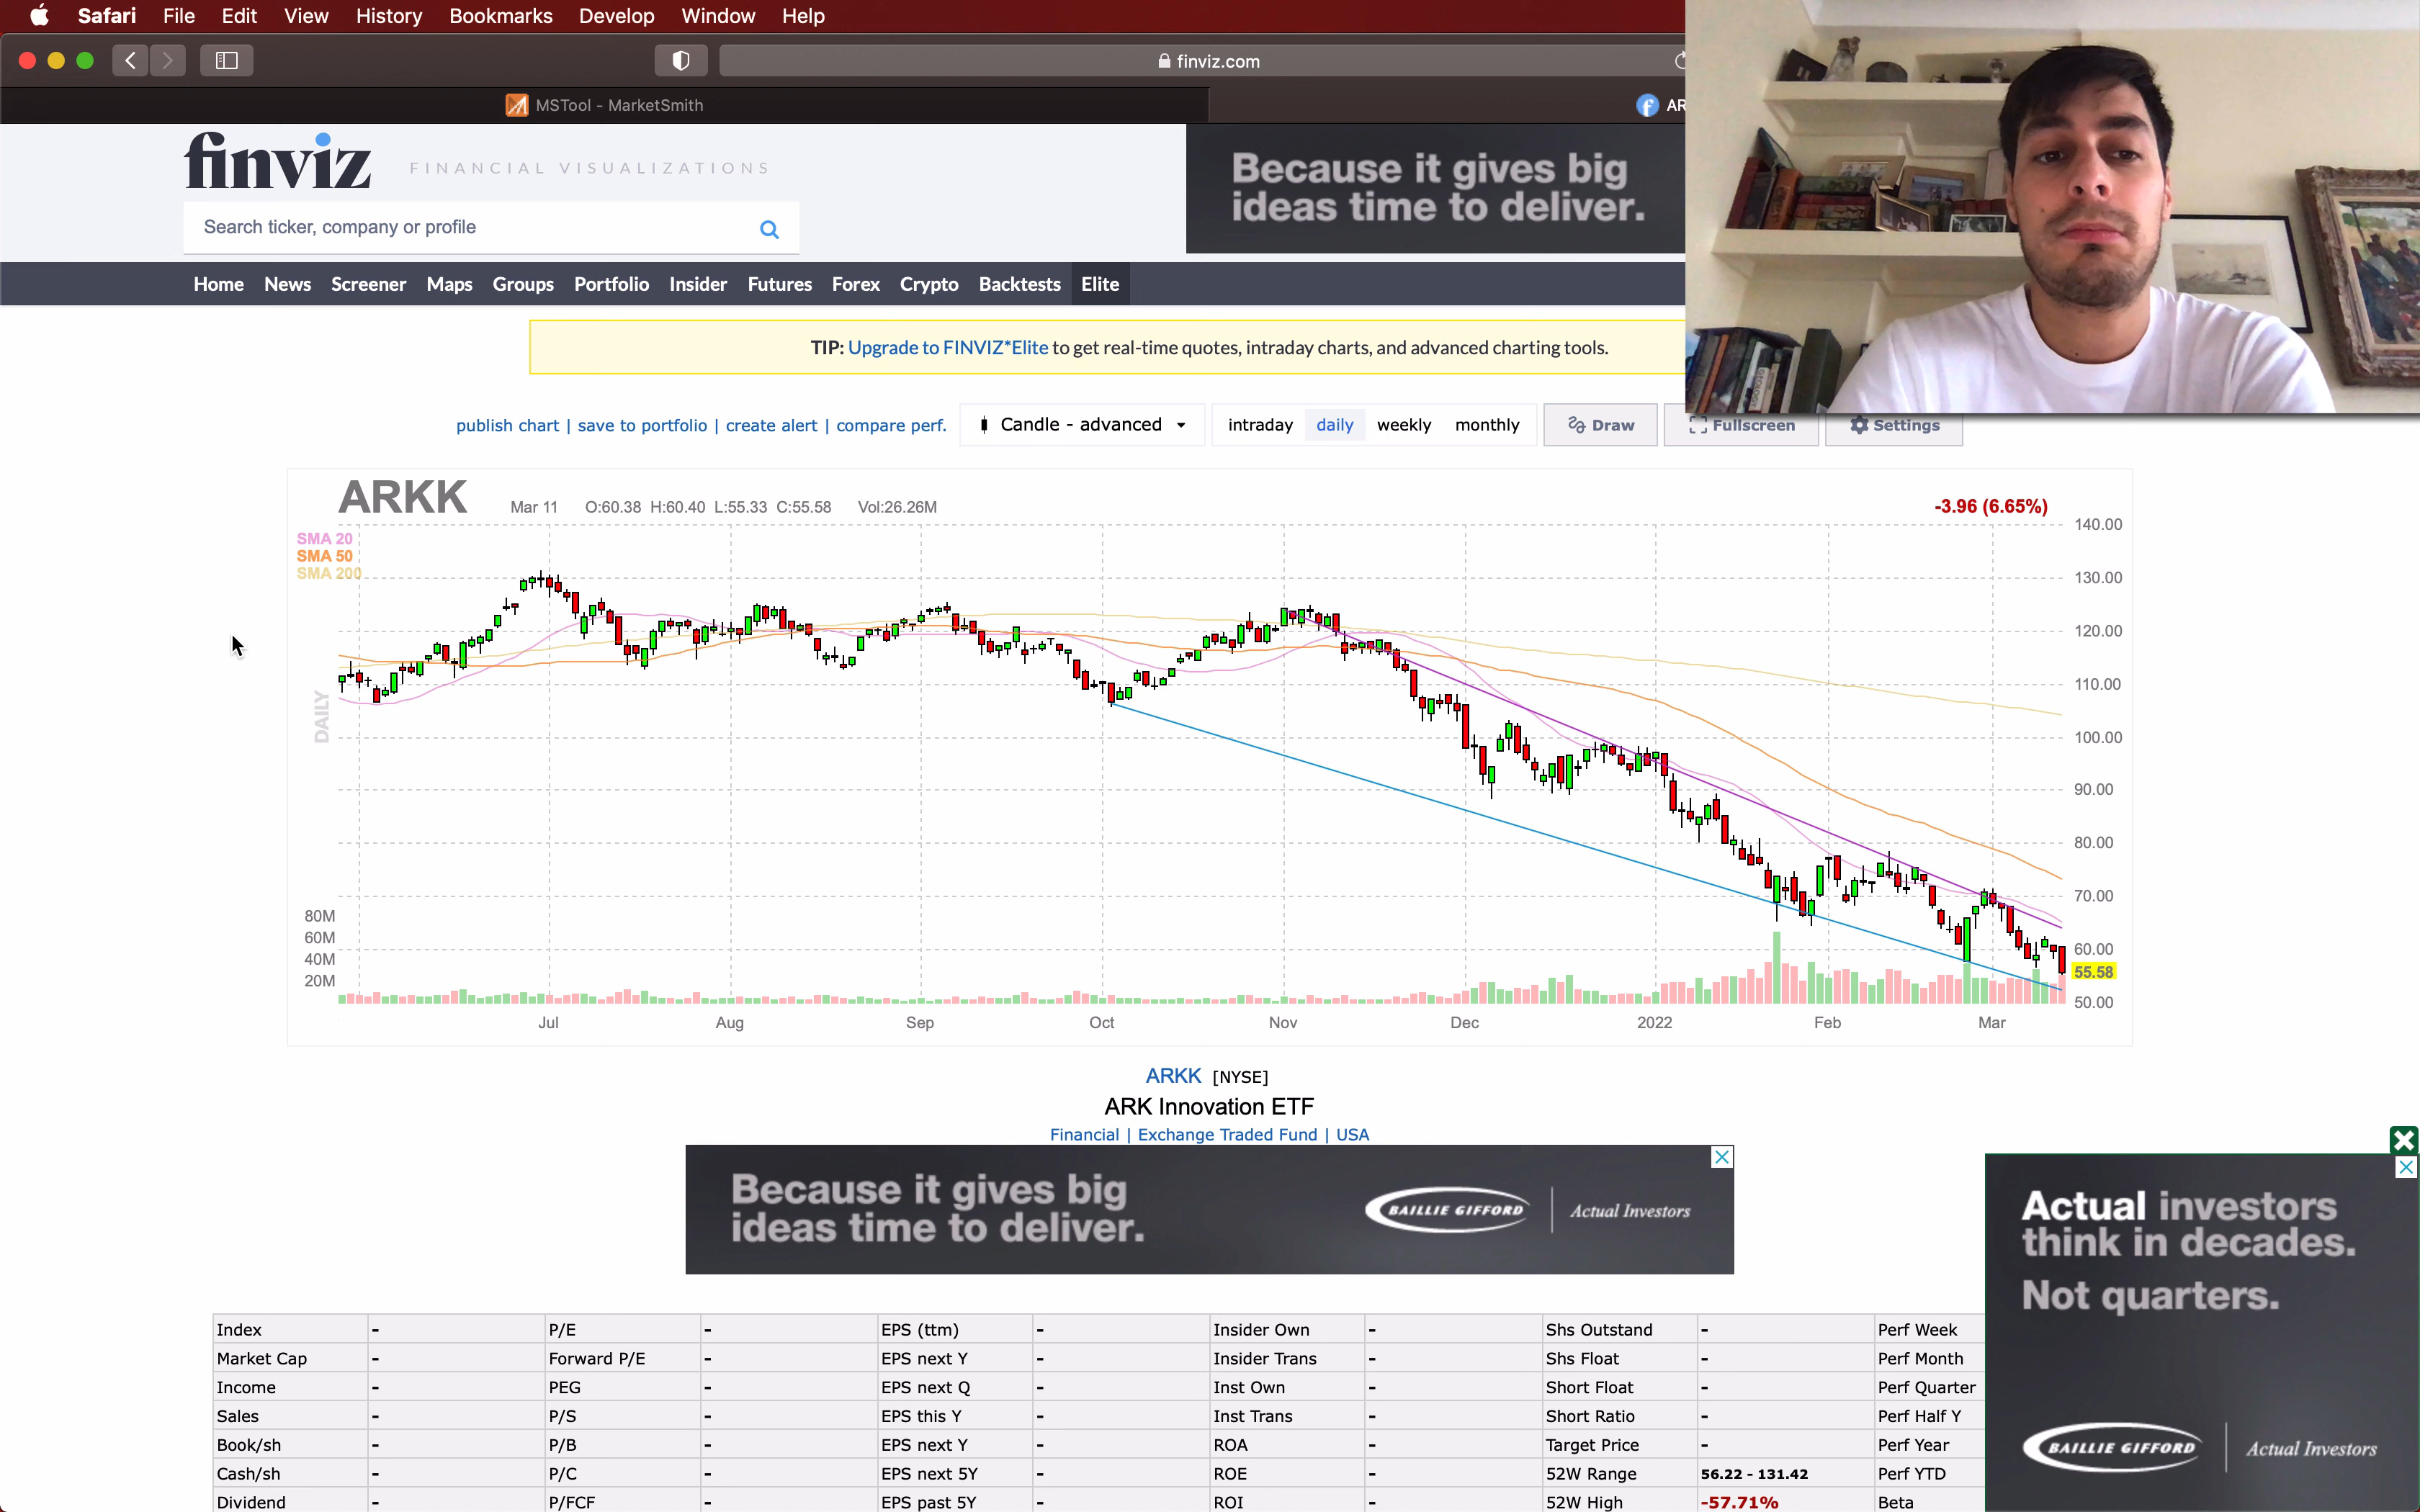 Safari File Edit View History Bookmarks Develop Window Help
finviz.com
MSTool - MarketSmith
AR
finviz FINANCIAL VISUALIZATIONS
Because it gives big
ideas time to deliver.
Search ticker, company or profile
Home News Screener Maps Groups Portfolio Insider Futures Forex Crypto Backtests Elite
TIP: Upgrade to FINVIZ*Elite to get real-time quotes, intraday charts, and advanced charting tools.
publish chart | save to portfolio | create alert | compare perf. Candle - advanced intraday daily weekly monthly Draw Fullscreen Settings
ARKK Mar 11 O:60.38 H:60.40 L:55.33 C:55.58 Vol:26.26M -3.96 (6.65%)
SMA 20
SMA 50
SMA 200
DAILY
140.00
130.00
120.00
110.00
100.00
90.00
80.00
70.00
60.00
55.58
50.00
80M
60M
40M
20M
Jul Aug Sep Oct Nov Dec 2022 Feb Mar
ARKK [NYSE]
ARK Innovation ETF
Financial | Exchange Traded Fund | USA
Because it gives big
ideas time to deliver.
BAILLIE GIFFORD Actual Investors
Actual investors
think in decades.
Not quarters.
BAILLIE GIFFORD Actual Investors
Index - P/E - EPS (ttm) - Insider Own - Shs Outstand - Perf Week
Market Cap - Forward P/E - EPS next Y - Insider Trans - Shs Float - Perf Month
Income - PEG - EPS next Q - Inst Own - Short Float - Perf Quarter
Sales - P/S - EPS this Y - Inst Trans - Short Ratio - Perf Half Y
Book/sh - P/B - EPS next Y - ROA - Target Price - Perf Year
Cash/sh - P/C - EPS next 5Y - ROE - 52W Range 56.22 - 131.42 Perf YTD
Dividend - P/FCF - EPS past 5Y - ROI - 52W High -57.71% Beta